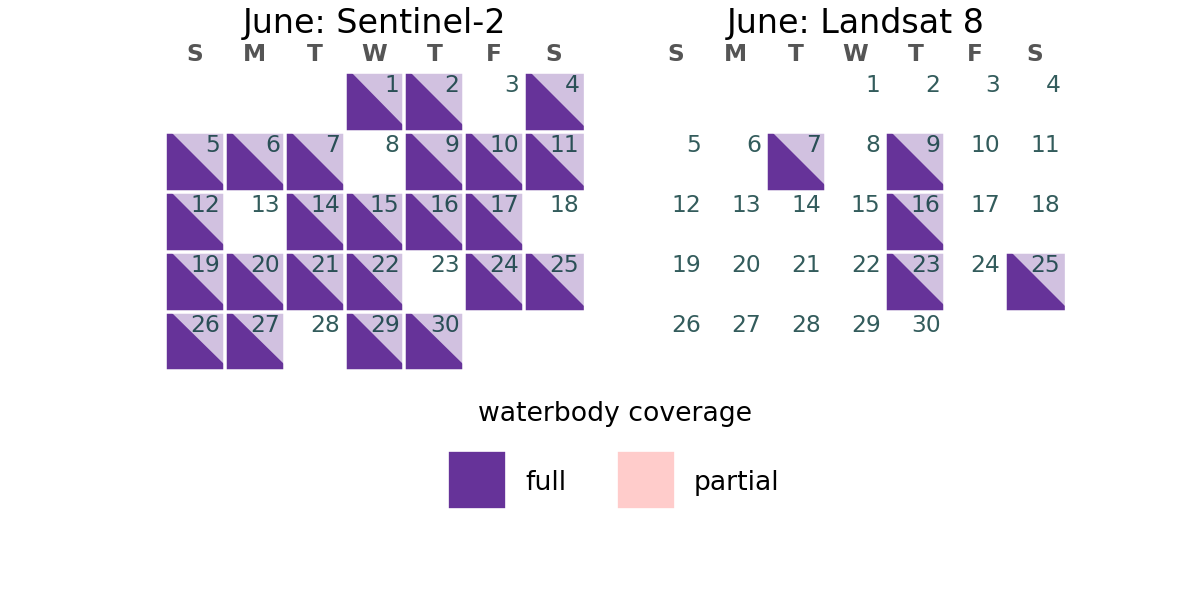 June: Sentinel-2
S M T W T F S
1 2 3 4
5 6 7 8 9 10 11
12 13 14 15 16 17 18
19 20 21 22 23 24 25
26 27 28 29 30
June: Landsat 8
S M T W T F S
1 2 3 4
5 6 7 8 9 10 11
12 13 14 15 16 17 18
19 20 21 22 23 24 25
26 27 28 29 30
waterbody coverage
full
partial